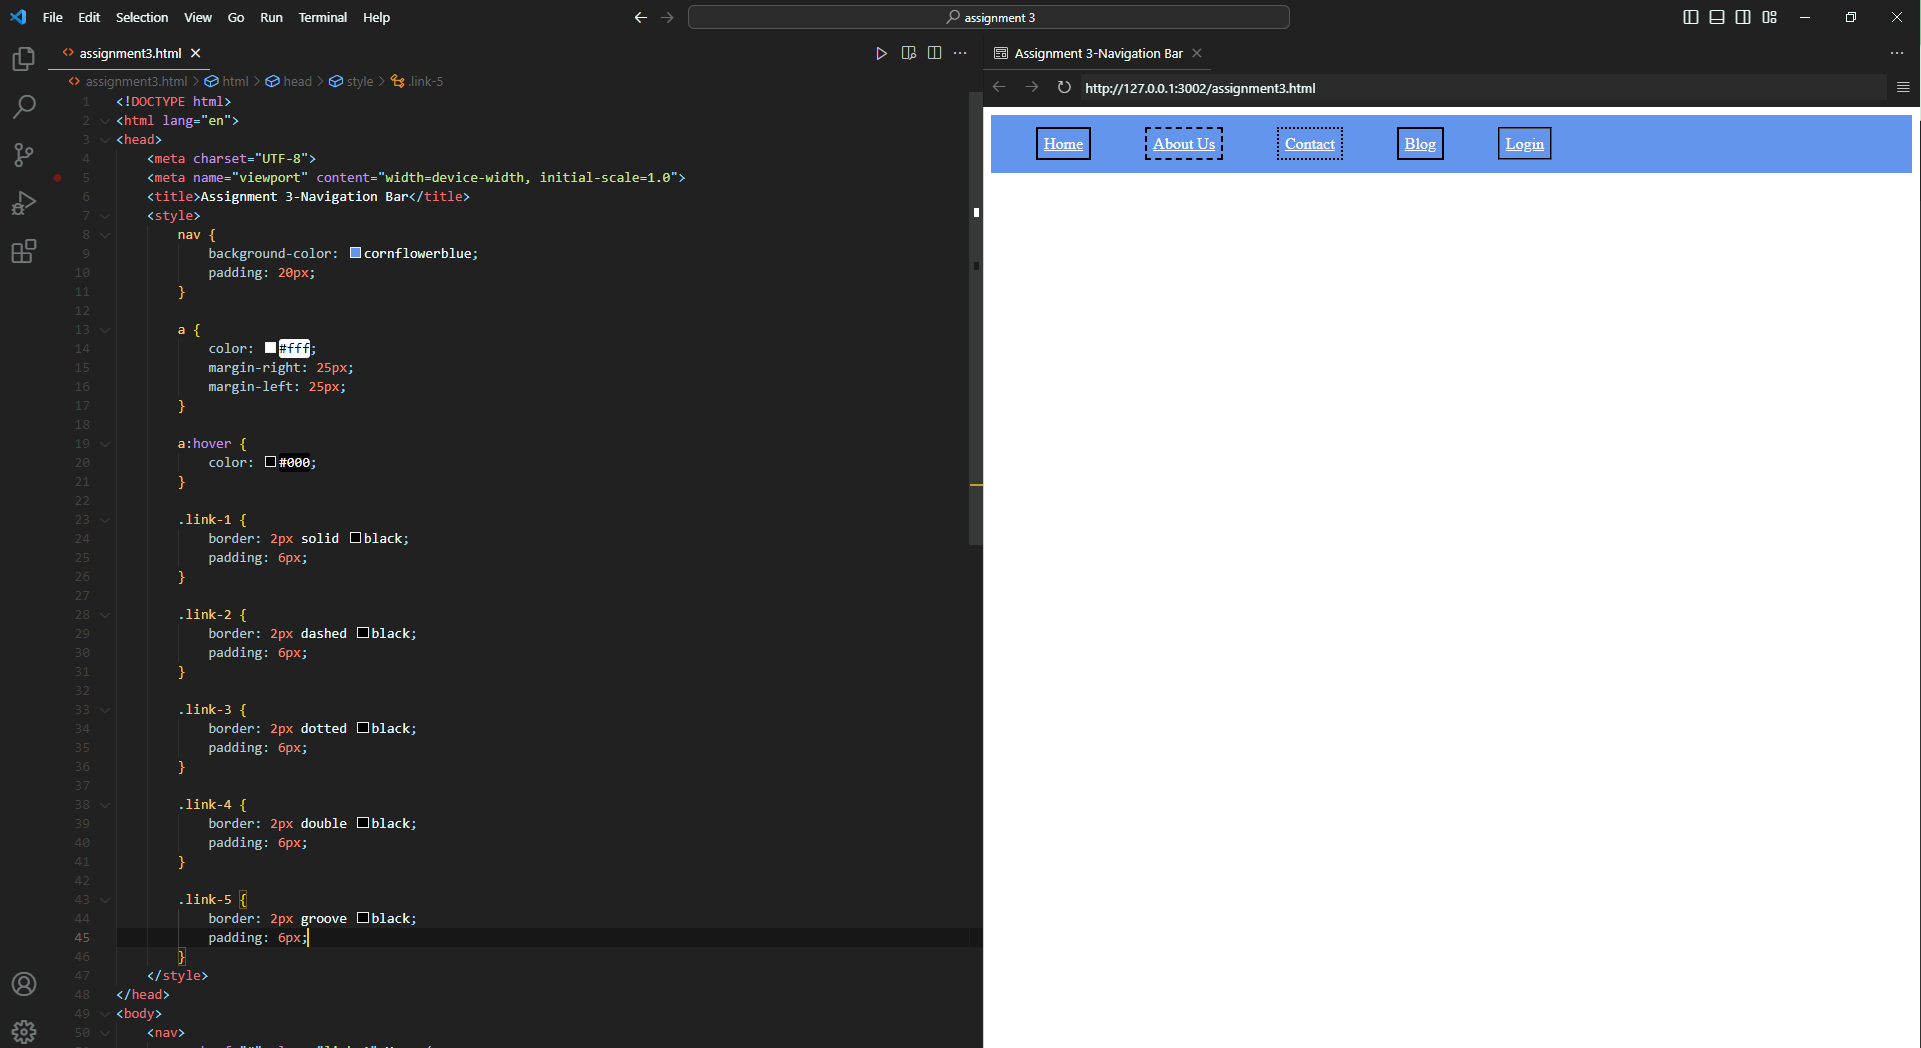 File Edit Selection View Go Run Terminal Help
assignment 3
assignment3.html
assignment3.html > html > head > style > .link-5
1 <!DOCTYPE html>
2 <html lang="en">
3 <head>
4 <meta charset="UTF-8">
5 <meta name="viewport" content="width=device-width, initial-scale=1.0">
6 <title>Assignment 3-Navigation Bar</title>
7 <style>
8 nav {
9 background-color: cornflowerblue;
10 padding: 20px;
11 }
12
13 a {
14 color: #fff;
15 margin-right: 25px;
16 margin-left: 25px;
17 }
18
19 a:hover {
20 color: #000;
21 }
22
23 .link-1 {
24 border: 2px solid black;
25 padding: 6px;
26 }
27
28 .link-2 {
29 border: 2px dashed black;
30 padding: 6px;
31 }
32
33 .link-3 {
34 border: 2px dotted black;
35 padding: 6px;
36 }
37
38 .link-4 {
39 border: 2px double black;
40 padding: 6px;
41 }
42
43 .link-5 {
44 border: 2px groove black;
45 padding: 6px;
46 }
47 </style>
48 </head>
49 <body>
50 <nav>
Assignment 3-Navigation Bar
http://127.0.0.1:3002/assignment3.html
Home About Us Contact Blog Login